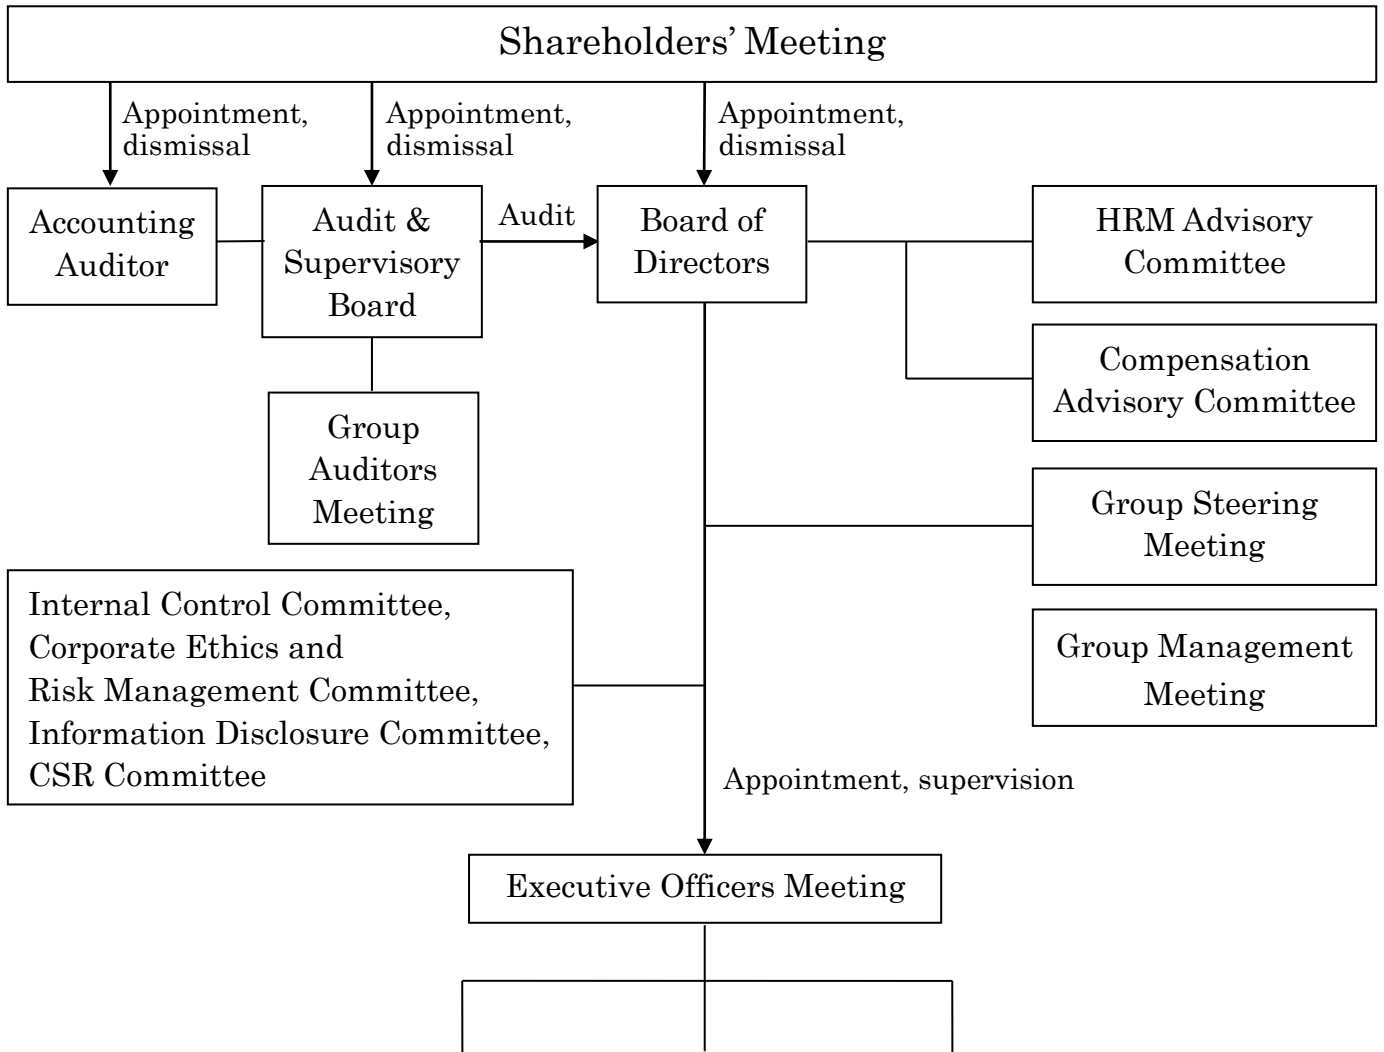 Shareholders’ Meeting
Appointment,
dismissal
Appointment,
dismissal
Appointment,
dismissal
Accounting
Auditor
Audit &
Supervisory
Board
Audit
Board of
Directors
HRM Advisory
Committee
Compensation
Advisory Committee
Group
Auditors
Meeting
Group Steering
Meeting
Internal Control Committee,
Corporate Ethics and
Risk Management Committee,
Information Disclosure Committee,
CSR Committee
Group Management
Meeting
Appointment, supervision
Executive Officers Meeting